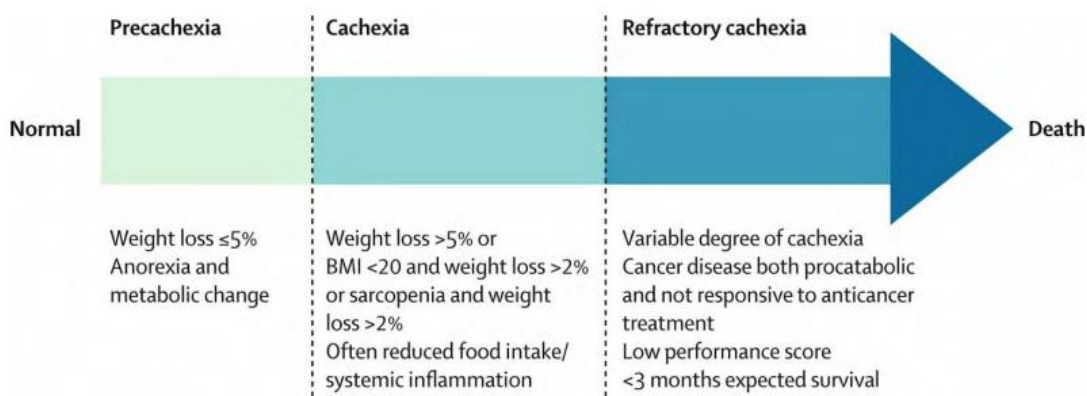 Precachexia
Cachexia
Refractory cachexia
Normal
Death
Weight loss ≤5%
Anorexia and
metabolic change
Weight loss >5% or
BMI <20 and weight loss >2%
or sarcopenia and weight
loss >2%
Often reduced food intake/
systemic inflammation
Variable degree of cachexia
Cancer disease both procatabolic
and not responsive to anticancer
treatment
Low performance score
<3 months expected survival